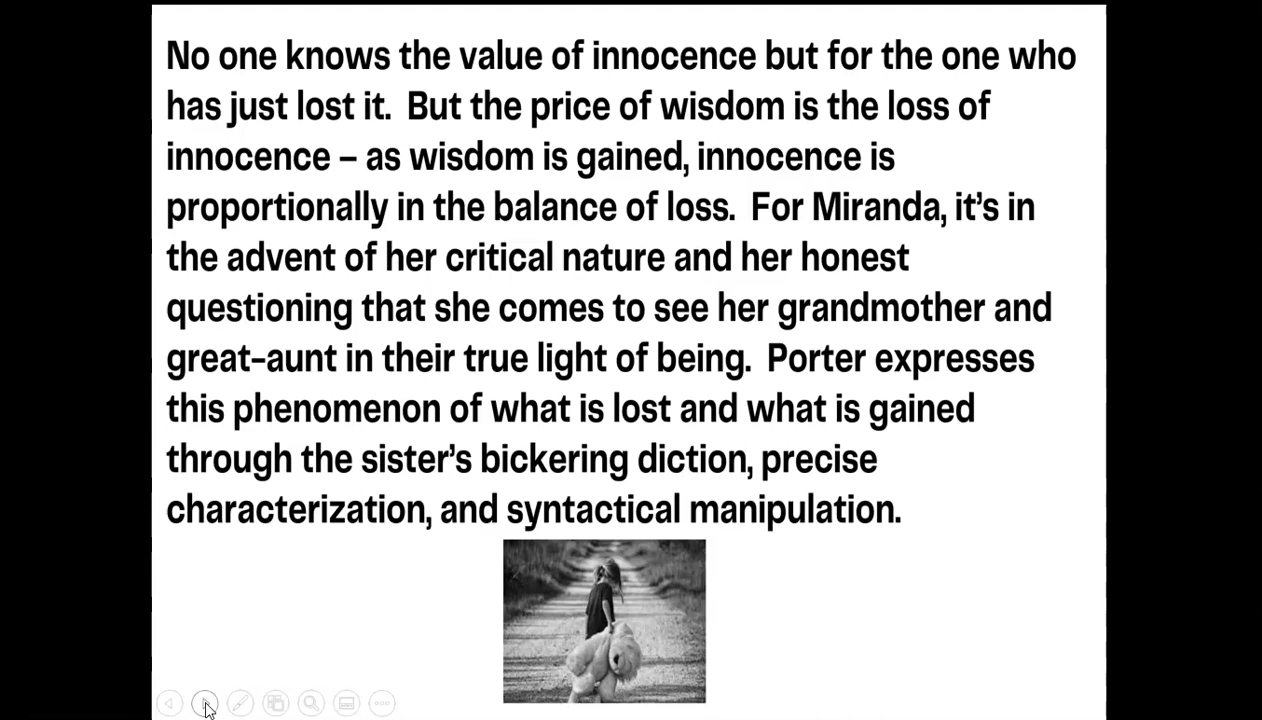 No one knows the value of innocence but for the one who
has just lost it.  But the price of wisdom is the loss of
innocence – as wisdom is gained, innocence is
proportionally in the balance of loss.  For Miranda, it’s in
the advent of her critical nature and her honest
questioning that she comes to see her grandmother and
great-aunt in their true light of being.  Porter expresses
this phenomenon of what is lost and what is gained
through the sister’s bickering diction, precise
characterization, and syntactical manipulation.